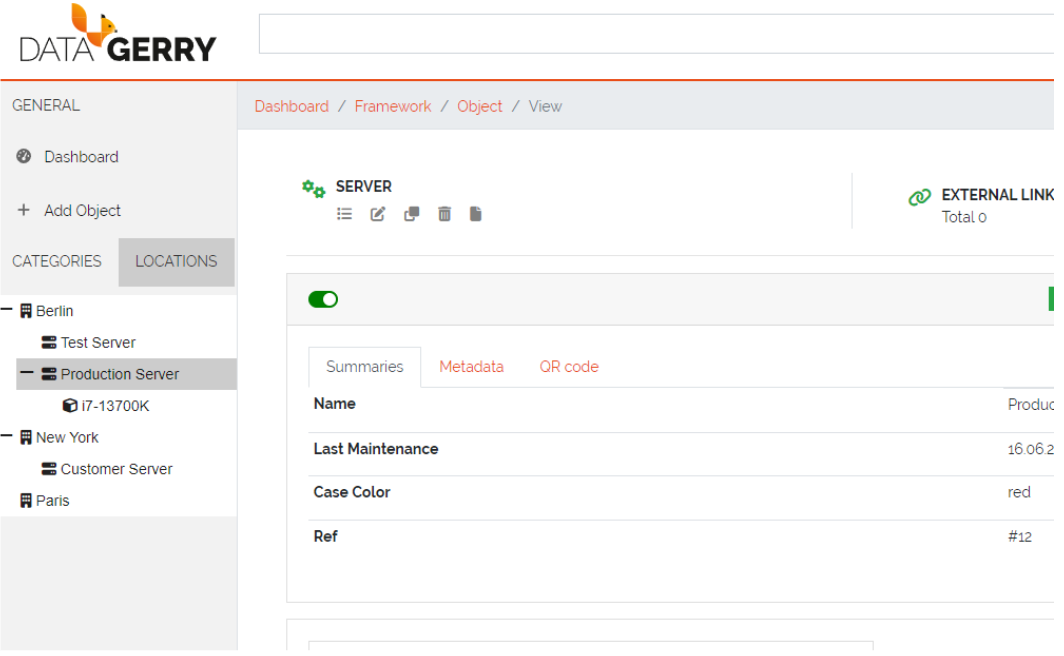 DATAGERRY
GENERAL
Dashboard
Add Object
CATEGORIES LOCATIONS
Berlin
Test Server
Production Server
i7-13700K
New York
Customer Server
Paris
Dashboard / Framework / Object / View
SERVER
EXTERNAL LINK
Total 0
Summaries Metadata QR code
Name Produc
Last Maintenance 16.06.2
Case Color red
Ref #12